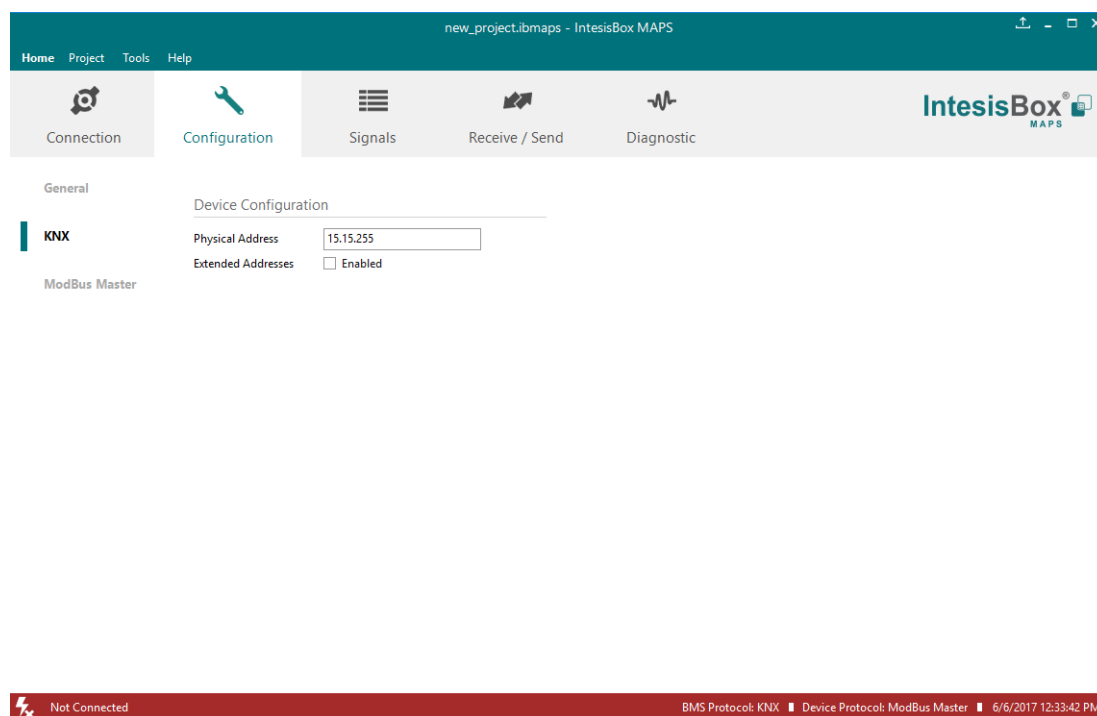 new_project.ibmaps - IntesisBox MAPS
Home Project Tools Help
Connection Configuration Signals Receive / Send Diagnostic
IntesisBox®
MAPS
General
Device Configuration
KNX
Physical Address 15.15.255
Extended Addresses Enabled
ModBus Master
Not Connected BMS Protocol: KNX Device Protocol: ModBus Master 6/6/2017 12:33:42 PM